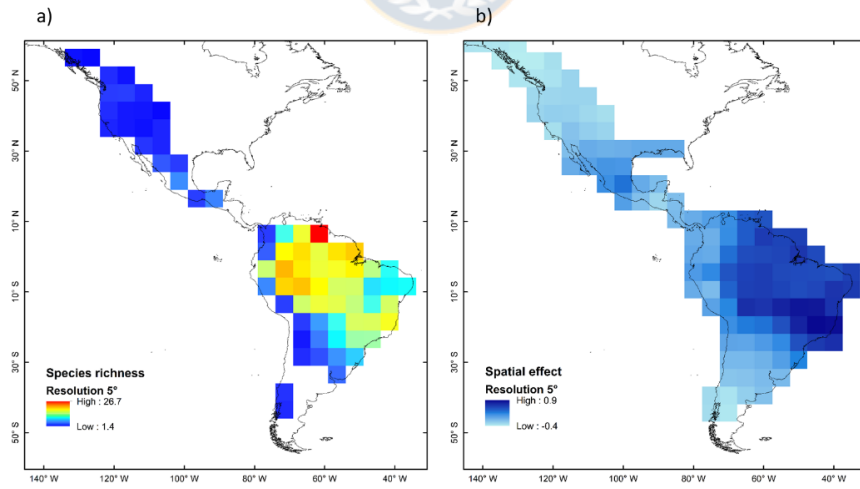 a)
b)
50°N
30°N
10°N
10°S
30°S
50°S
Species richness
Resolution 5°
High : 26.7
Low : 1.4
140°W
120°W
100°W
80°W
60°W
40°W
50°N
30°N
10°N
10°S
30°S
50°S
Spatial effect
Resolution 5°
High : 0.9
Low : -0.4
140°W
120°W
100°W
80°W
60°W
40°W